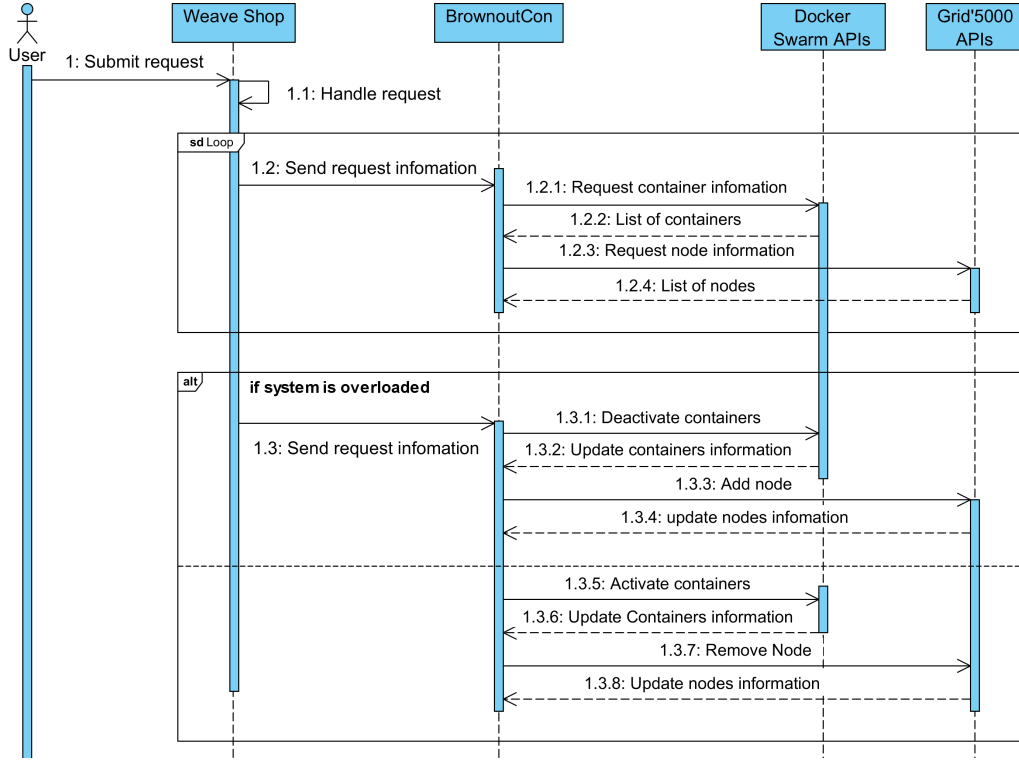 Weave Shop
BrownoutCon
Docker
Swarm APIs
Grid'5000
APIs
User
1: Submit request
1.1: Handle request
sd Loop
1.2: Send request infomation
1.2.1: Request container infomation
1.2.2: List of containers
1.2.3: Request node information
1.2.4: List of nodes
alt
if system is overloaded
1.3.1: Deactivate containers
1.3: Send request infomation
1.3.2: Update containers information
1.3.3: Add node
1.3.4: update nodes infomation
1.3.5: Activate containers
1.3.6: Update Containers information
1.3.7: Remove Node
1.3.8: Update nodes information